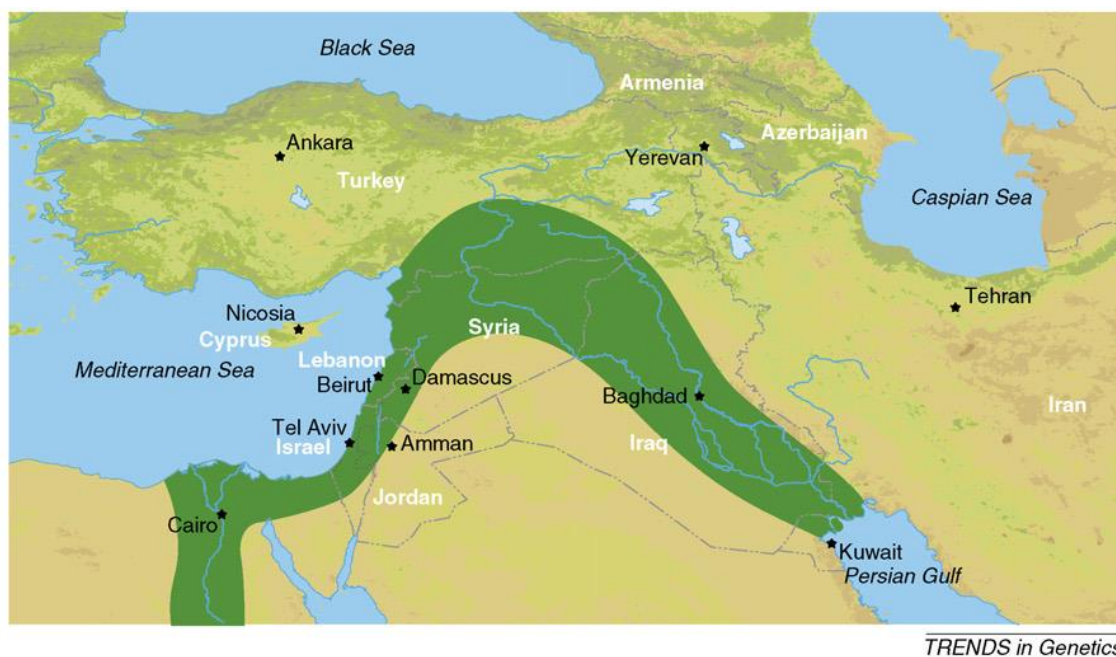 Black Sea
Armenia
Ankara
Azerbaijan
Yerevan
Turkey
Caspian Sea
Tehran
Nicosia
Cyprus
Syria
Lebanon
Mediterranean Sea
Beirut
Damascus
Baghdad
Iran
Tel Aviv
Israel
Amman
Iraq
Jordan
Cairo
Kuwait
Persian Gulf
TRENDS in Genetics